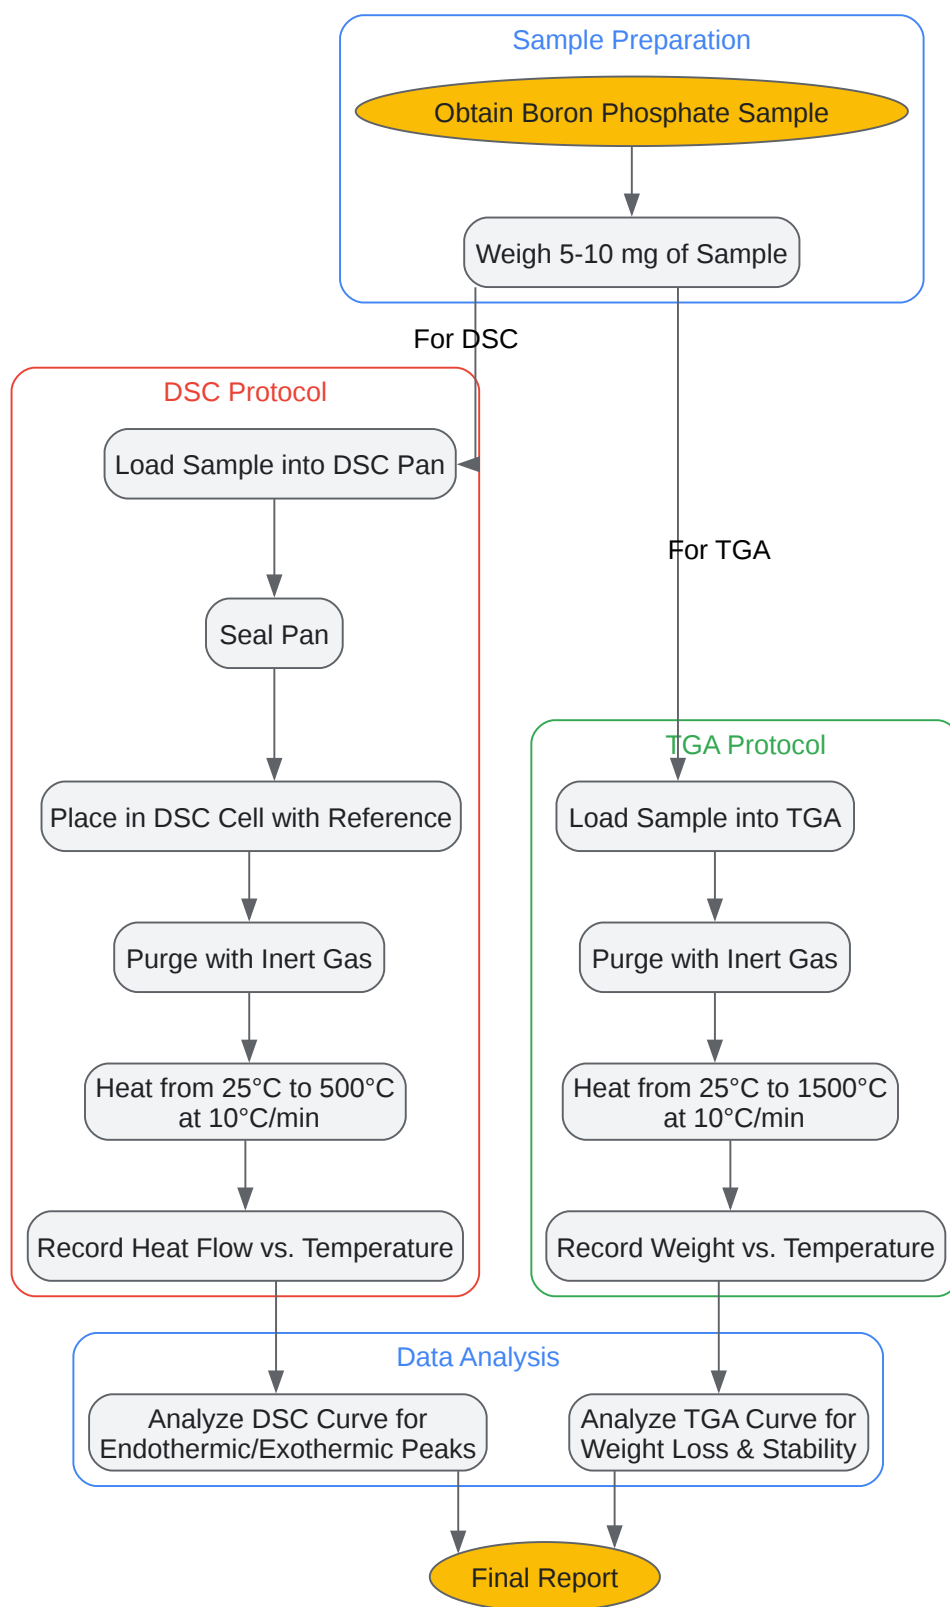 Sample Preparation
Obtain Boron Phosphate Sample
Weigh 5-10 mg of Sample
For DSC
DSC Protocol
Load Sample into DSC Pan
Seal Pan
Place in DSC Cell with Reference
Purge with Inert Gas
Heat from 25°C to 500°C
at 10°C/min
Record Heat Flow vs. Temperature
For TGA
TGA Protocol
Load Sample into TGA
Purge with Inert Gas
Heat from 25°C to 1500°C
at 10°C/min
Record Weight vs. Temperature
Data Analysis
Analyze DSC Curve for
Endothermic/Exothermic Peaks
Analyze TGA Curve for
Weight Loss & Stability
Final Report